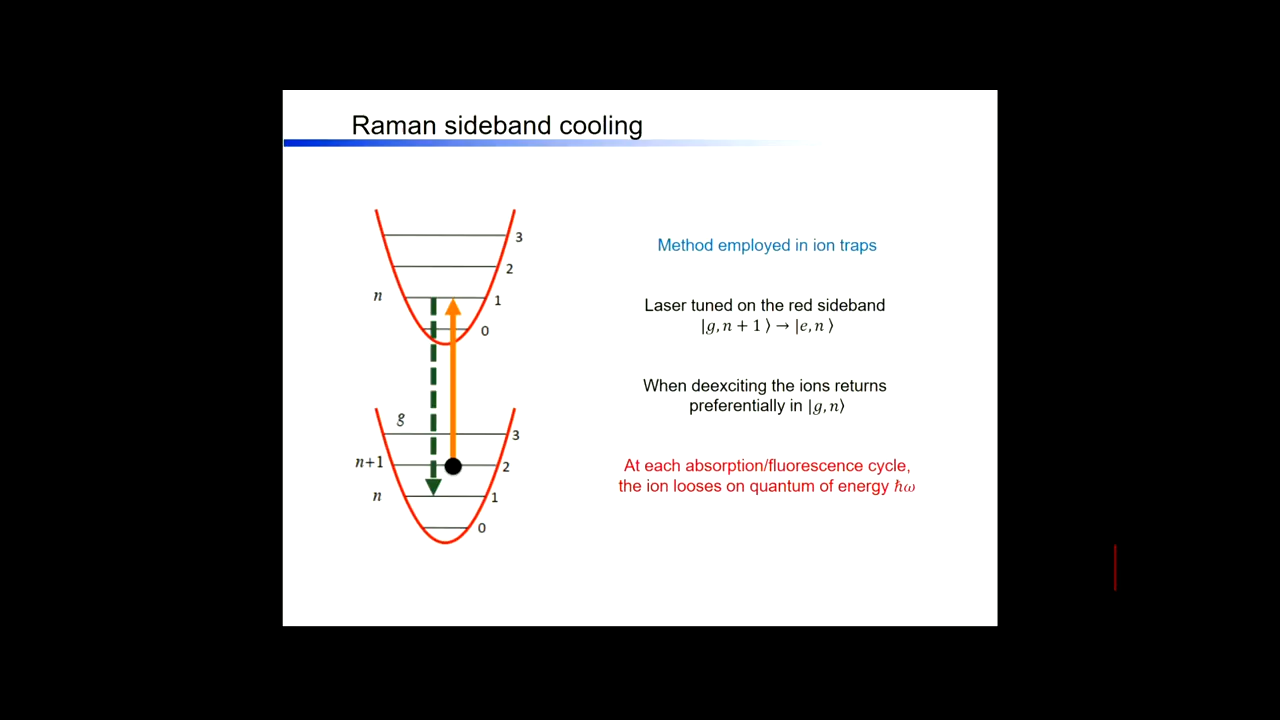 Raman sideband cooling
3
2
n
1
0
g
3
n+1
2
n
1
0
Method employed in ion traps
Laser tuned on the red sideband
|g, n + 1 ⟩ → |e, n ⟩
When deexciting the ions returns
preferentially in |g, n⟩
At each absorption/fluorescence cycle,
the ion looses on quantum of energy ħω